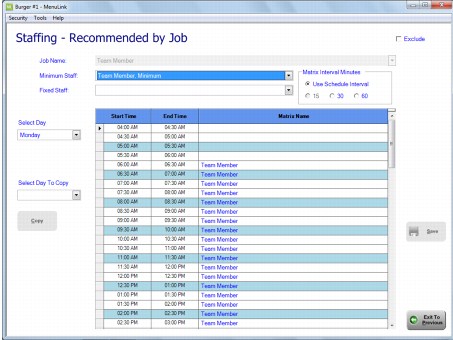 Burger #1 - MenuLink
Security Tools Help
Staffing - Recommended by Job
Exclude
Job Name:
Team Member
Minimum Staff:
Team Member, Minimum
Fixed Staff:
Matrix Interval Minutes
Use Schedule Interval
15 30 60
Select Day
Monday
Select Day To Copy
Copy
Start Time End Time Matrix Name
04:00 AM 04:30 AM
04:30 AM 05:00 AM
05:00 AM 05:30 AM
05:30 AM 06:00 AM
06:00 AM 06:30 AM Team Member
06:30 AM 07:00 AM Team Member
07:00 AM 07:30 AM Team Member
07:30 AM 08:00 AM Team Member
08:00 AM 08:30 AM Team Member
08:30 AM 09:00 AM Team Member
09:00 AM 09:30 AM Team Member
09:30 AM 10:00 AM Team Member
10:00 AM 10:30 AM Team Member
10:30 AM 11:00 AM Team Member
11:00 AM 11:30 AM Team Member
11:30 AM 12:00 PM Team Member
12:00 PM 12:30 PM Team Member
12:30 PM 01:00 PM Team Member
01:00 PM 01:30 PM Team Member
01:30 PM 02:00 PM Team Member
02:00 PM 02:30 PM Team Member
02:30 PM 03:00 PM Team Member
Save
Exit To
Previous